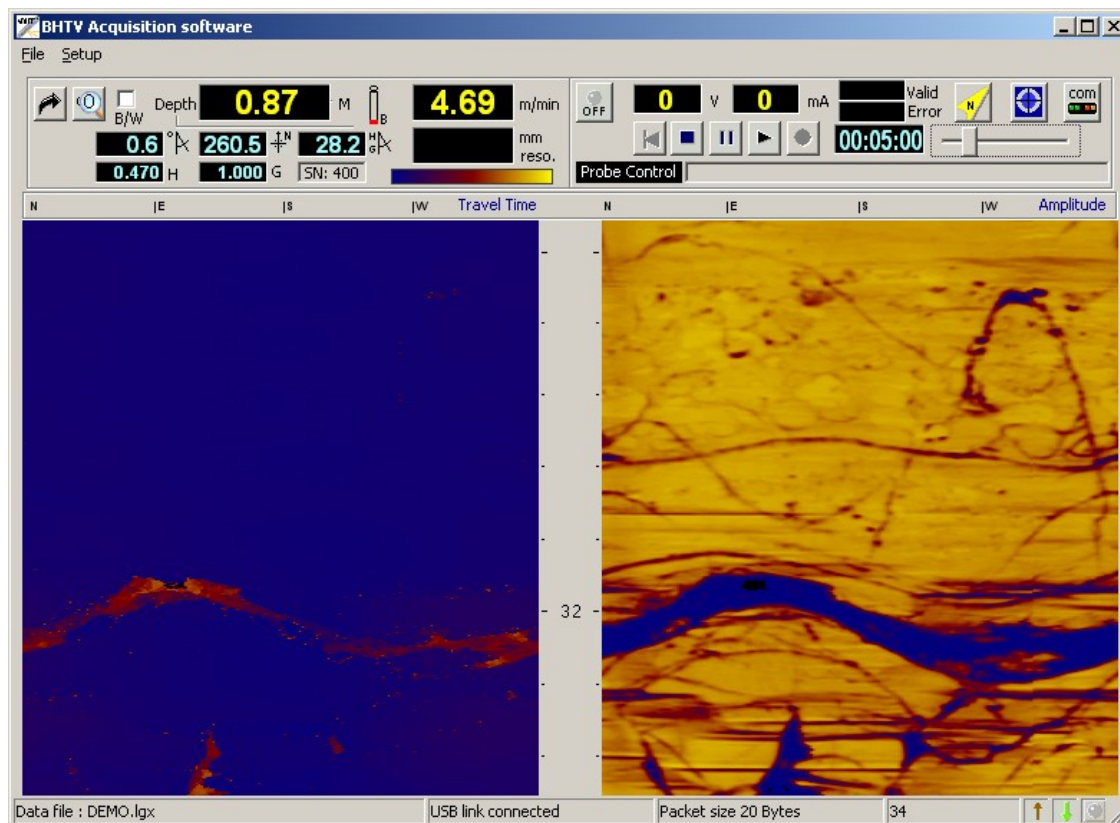 BHTV Acquisition software
File Setup
B/W Depth 0.87 M B 4.69 m/min
0.6 ° 260.5 N 28.2 H G mm reso.
0.470 H 1.000 G SN: 400
OFF 0 V 0 mA Valid Error N com
00:05:00
Probe Control
N |E |S |W Travel Time N |E |S |W Amplitude
32
Data file : DEMO.lgx USB link connected Packet size 20 Bytes 34